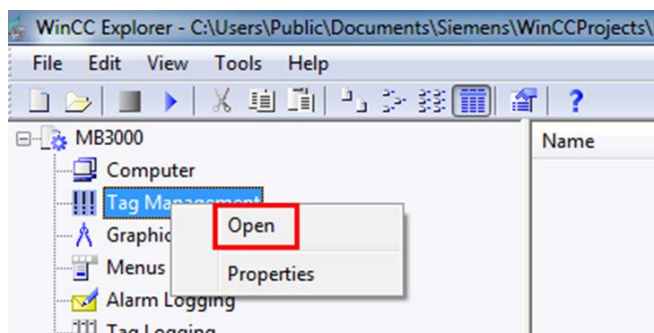 WinCC Explorer - C:\Users\Public\Documents\Siemens\WinCCProjects\
File Edit View Tools Help
MB3000
Name
Computer
Tag Management
Open
Graphic
Menus
Properties
Alarm Logging
Tag Logging